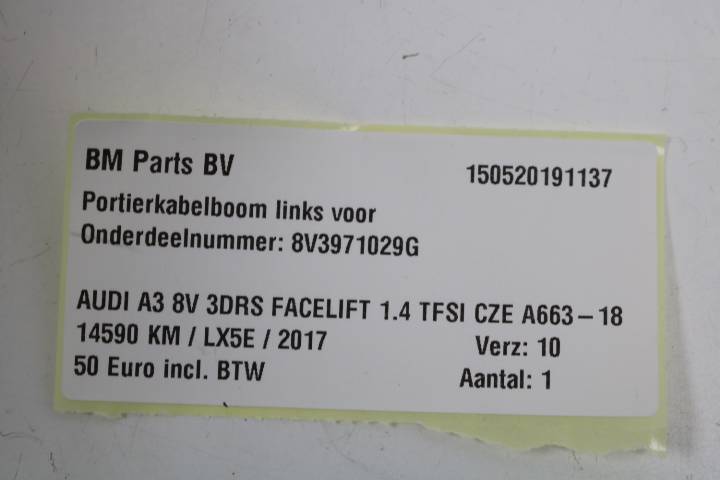 BM Parts BV 150520191137
Portierkabelboom links voor
Onderdeelnummer: 8V3971029G
AUDI A3 8V 3DRS FACELIFT 1.4 TFSI CZE A663-18
14590 KM / LX5E / 2017 Verz: 10
50 Euro incl. BTW Aantal: 1